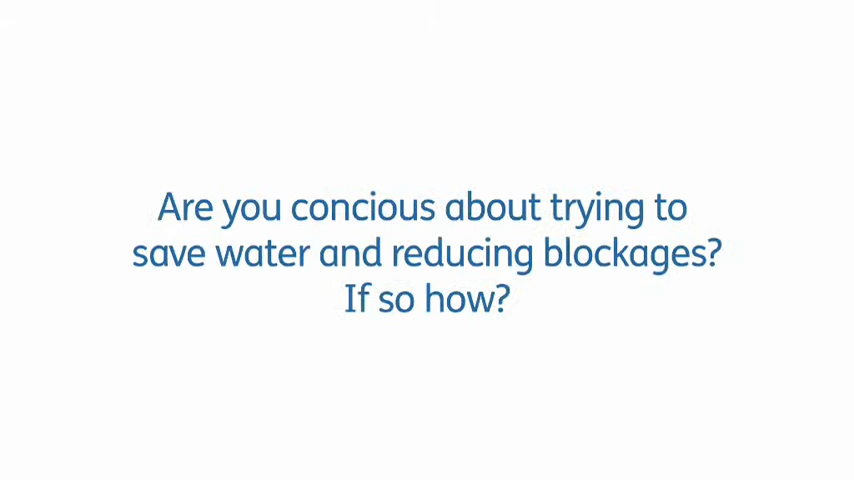 Are you concious about trying to
save water and reducing blockages?
If so how?